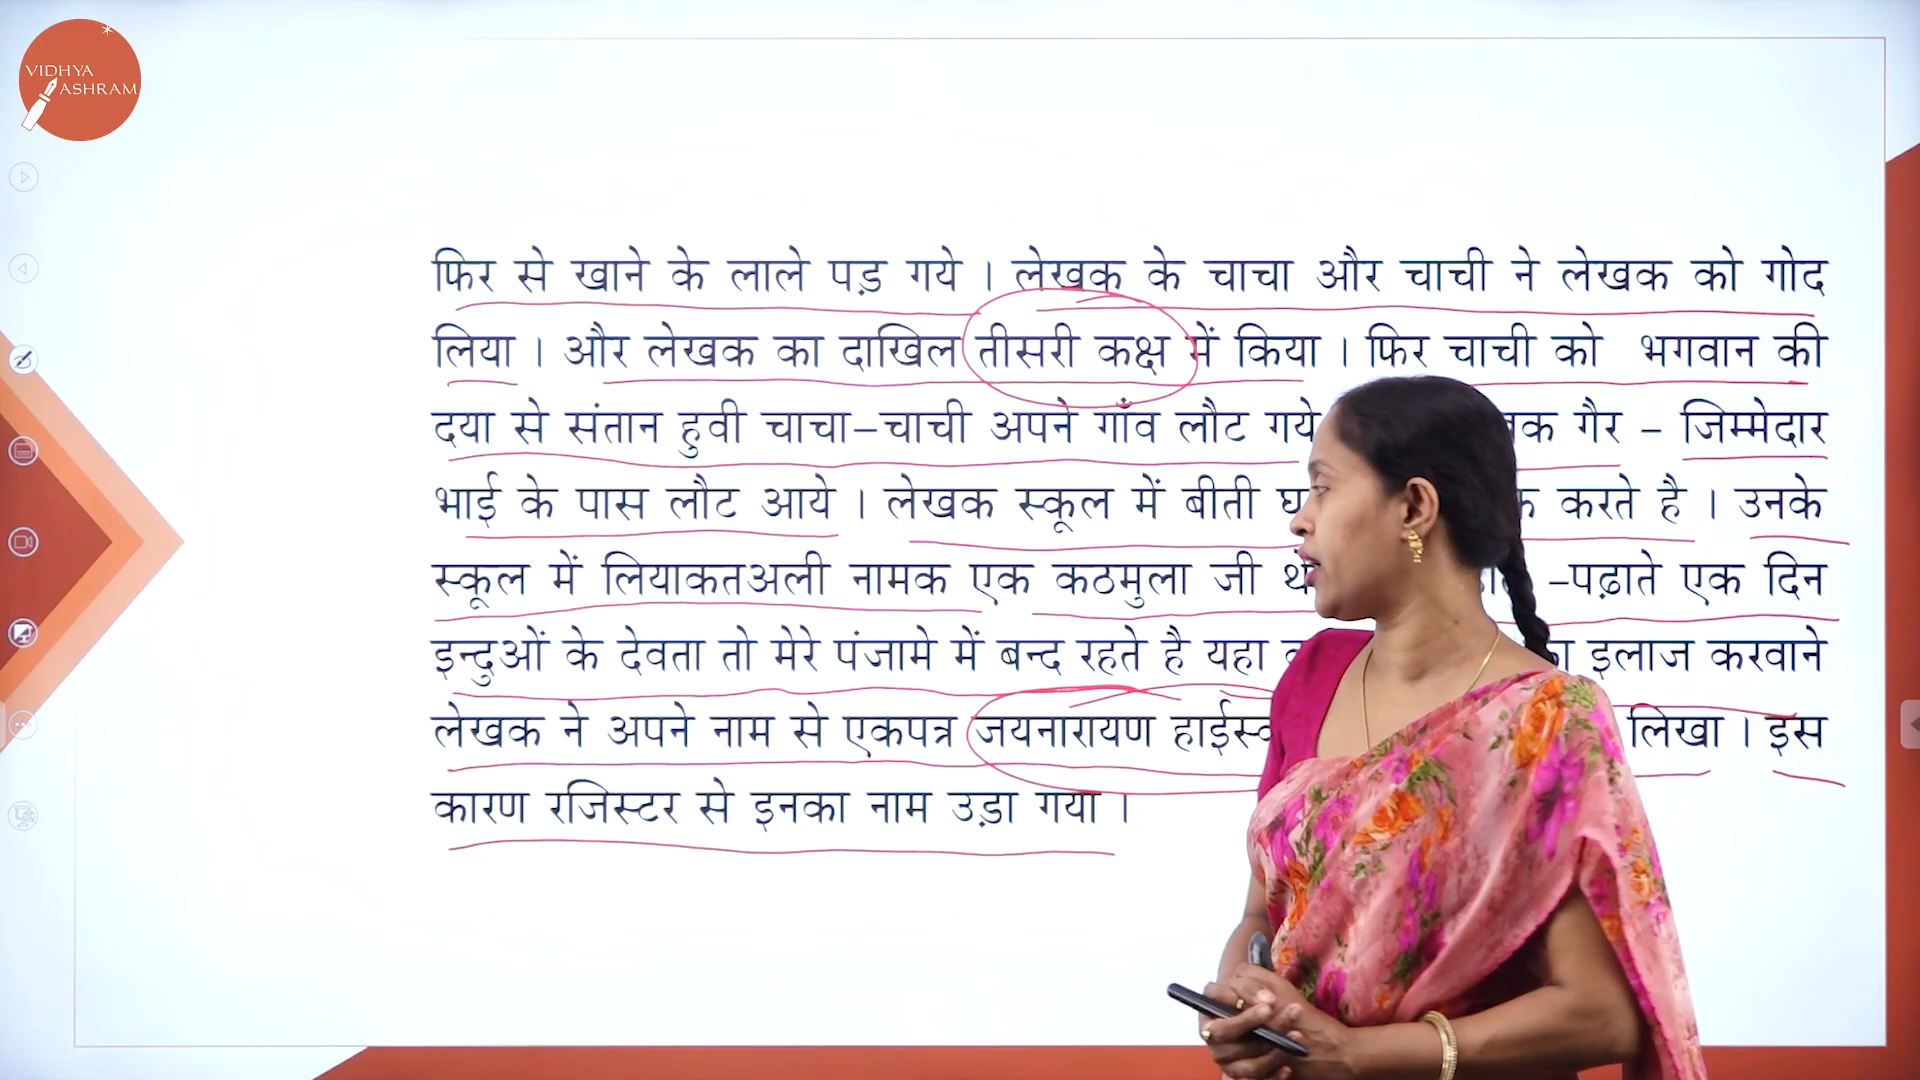 VIDHYA
ASHRAM
फिर से खाने के लाले पड़ गये । लेखक के चाचा और चाची ने लेखक को गोद
लिया । और लेखक का दाखिल तीसरी कक्ष में किया । फिर चाची को भगवान की
दया से संतान हुवी चाचा–चाची अपने गाँव लौट गये गैर – जिम्मेदार
भाई के पास लौट आये । लेखक स्कूल में बीती करते है । उनके
स्कूल में लियाकतअली नामक एक कठमुला जी थे –पढ़ाते एक दिन
इन्दुओं के देवता तो मेरे पंजामे में बन्द रहते है यहा इलाज करवाने
लेखक ने अपने नाम से एकपत्र जयनारायण लिखा । इस
कारण रजिस्टर से इनका नाम उड़ा गया ।